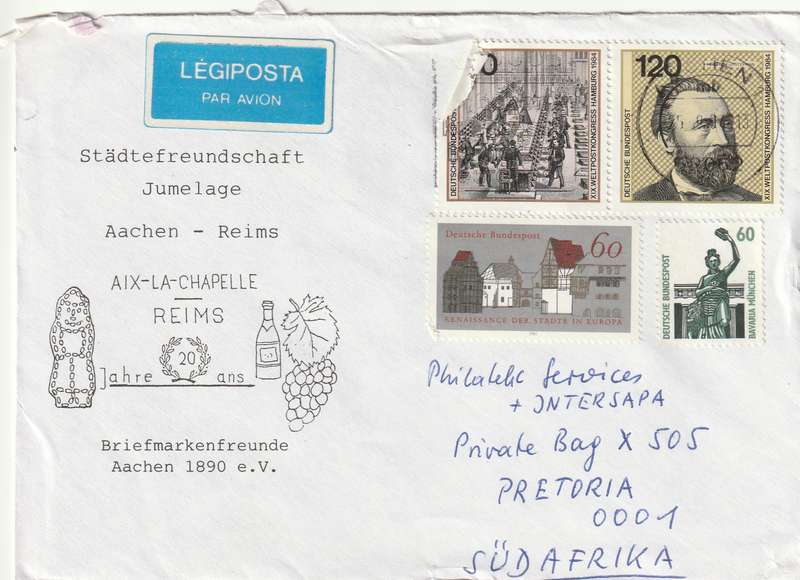 LÉGIPOSTA
PAR AVION
Städtefreundschaft
Jumelage
Aachen - Reims
AIX-LA-CHAPELLE
REIMS
20
Jahre ans
Briefmarkenfreunde
Aachen 1890 e.V.
0
DEUTSCHE BUNDESPOST
XIX WELTPOSTKONGRESS HAMBURG 1984
120
DEUTSCHE BUNDESPOST
XIX WELTPOSTKONGRESS HAMBURG 1984
Deutsche Bundespost
60
RENAISSANCE DER STÄDTE IN EUROPA
60
DEUTSCHE BUNDESPOST
BAVARIA MÜNCHEN
Philatelic Services
+ INTERSAPA
Private Bag X 505
PRETORIA
0001
SÜDAFRIKA